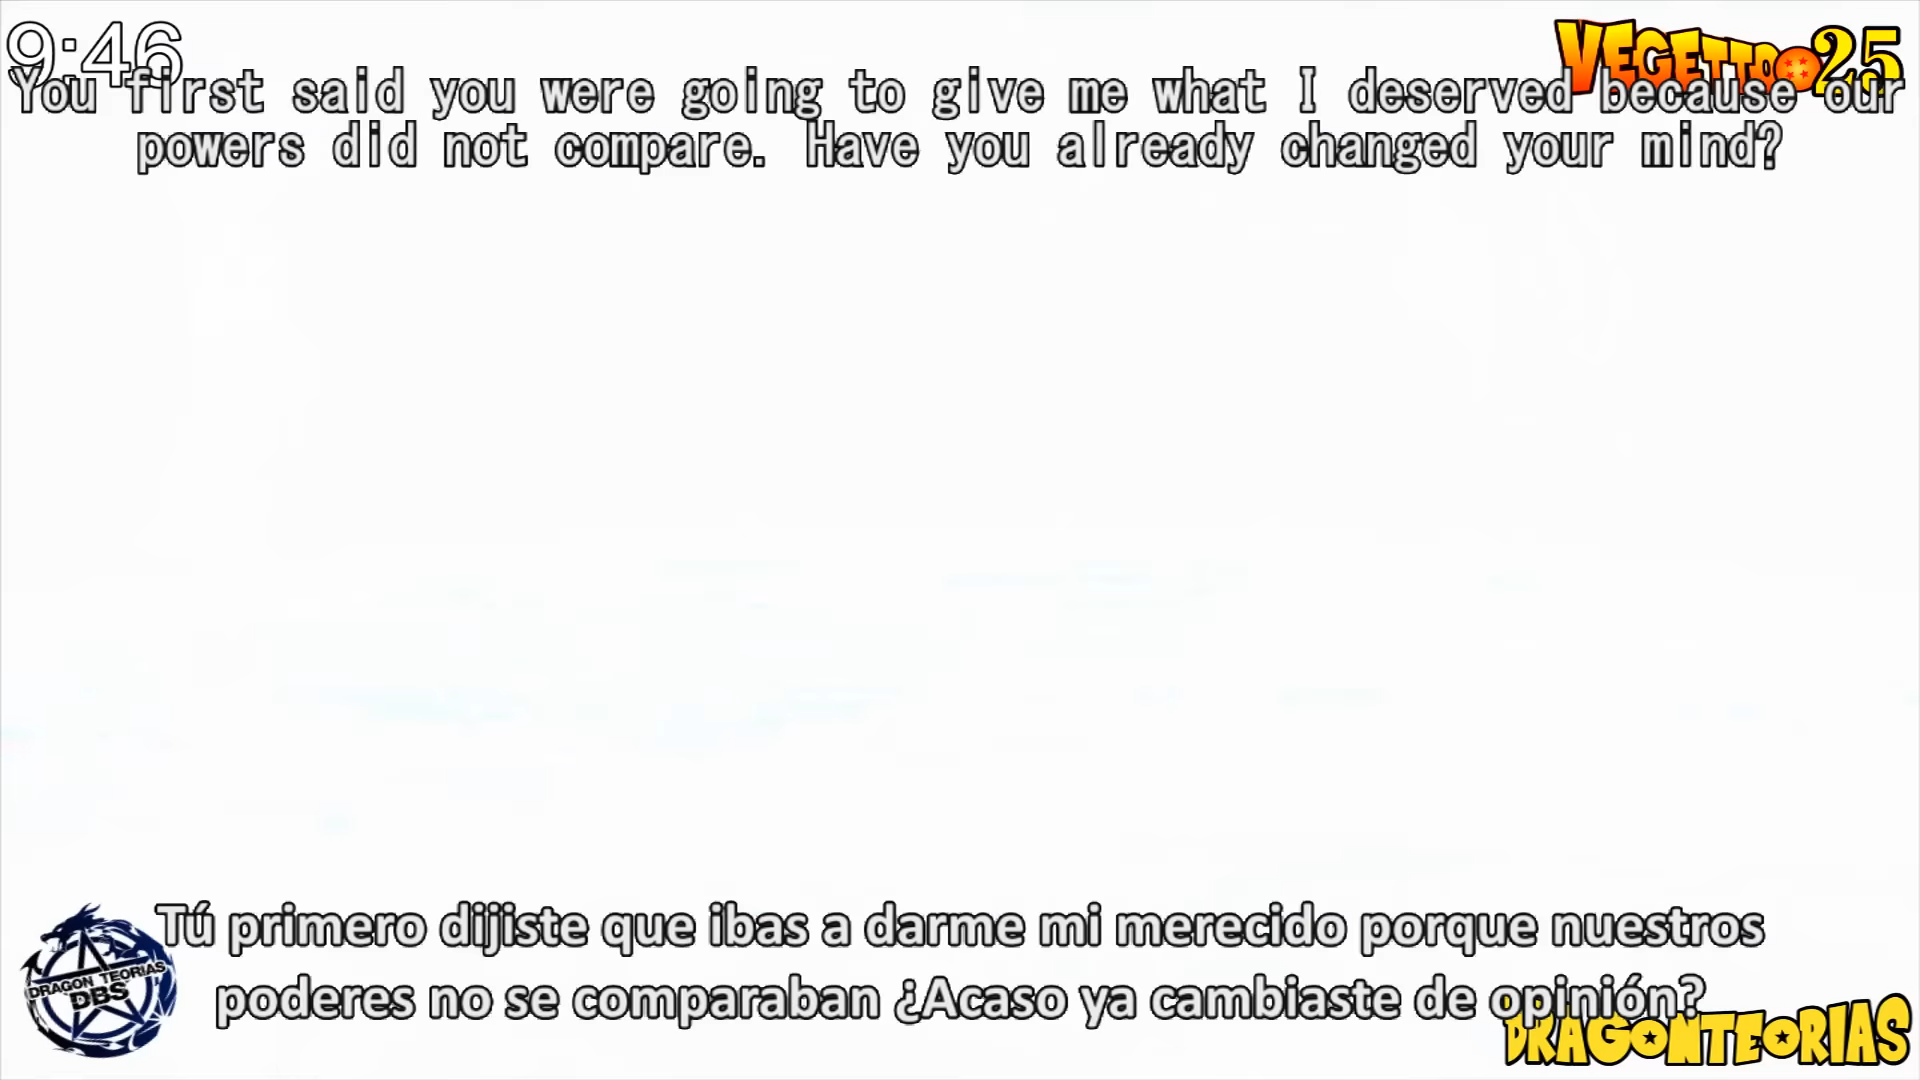 9:46
VEGETTO 25
You first said you were going to give me what I deserved because our
powers did not compare. Have you already changed your mind?
Tú primero dijiste que ibas a darme mi merecido porque nuestros
poderes no se comparaban ¿Acaso ya cambiaste de opinión?
DRAGON TEORIAS
DBS
DRAGONTEORIAS